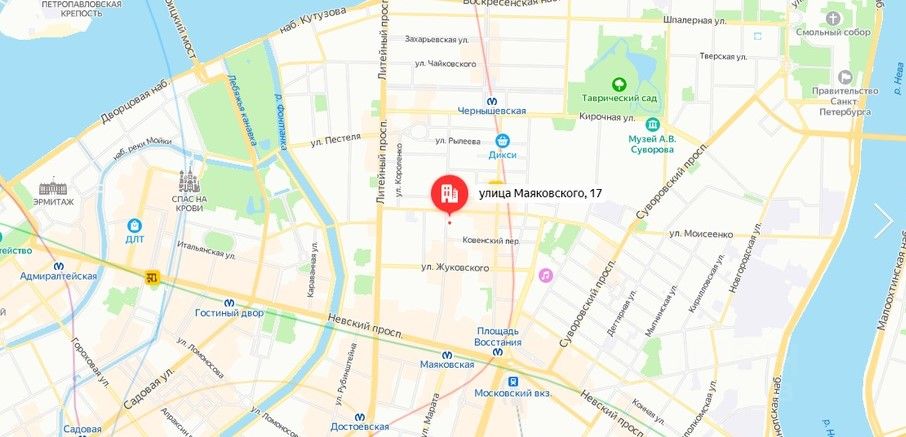 ПЕТРОПАВЛОВСКАЯ
КРЕПОСТЬ
наб. Кутузова
Воскресенская наб.
Шпалерная ул.
Смольный собор
Литейный просп.
Захарьевская ул.
Тверская ул.
ул. Чайковского
Дворцовая наб.
Лебяжья канавка
р. Фонтанка
Чернышевская
Таврический сад
Кирочная ул.
Правительство
Санкт-
Петербурга
р. Нева
Музей А.В.
Суворова
наб. реки Мойки
ул. Пестеля
ул. Рылеева
Дикси
ул. Короленко
Литейный просп.
ЭРМИТАЖ
СПАС НА
КРОВИ
улица Маяковского, 17
Суворовский просп.
ДЛТ
Итальянская ул.
Караванная ул.
Ковенский пер.
ул. Моисеенко
Новгородская ул.
Адмиралтейская
ул. Жуковского
Суворовский просп.
Дегтярная ул.
Мытнинская ул.
Кирилловская ул.
Малоохтинская наб.
Гостиный двор
Невский просп.
Площадь
Восстания
Маяковская
Московский вкз.
Гороховая ул.
ул. Ломоносова
Садовая ул.
ул. Рубинштейна
ул. Марата
Достоевская
Невский просп.
Конная ул.
Садовая